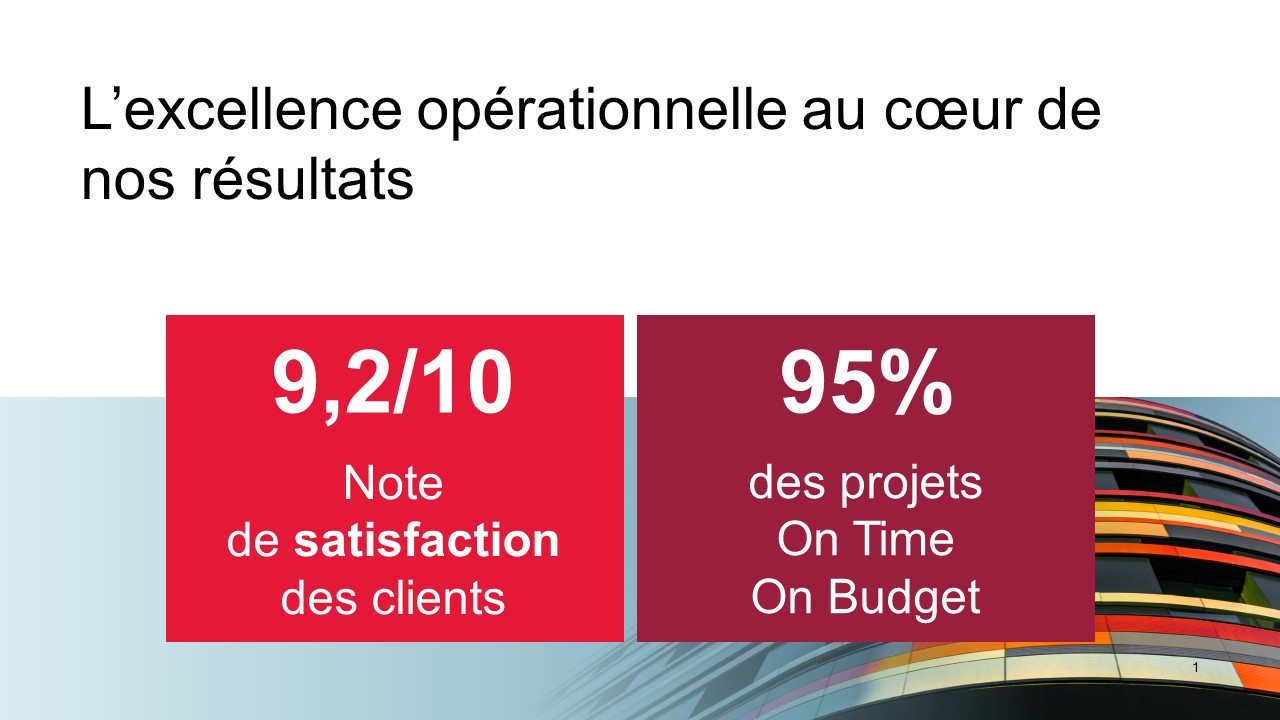 L’excellence opérationnelle au cœur de
nos résultats
9,2/10
Note
de satisfaction
des clients
95%
des projets
On Time
On Budget
1